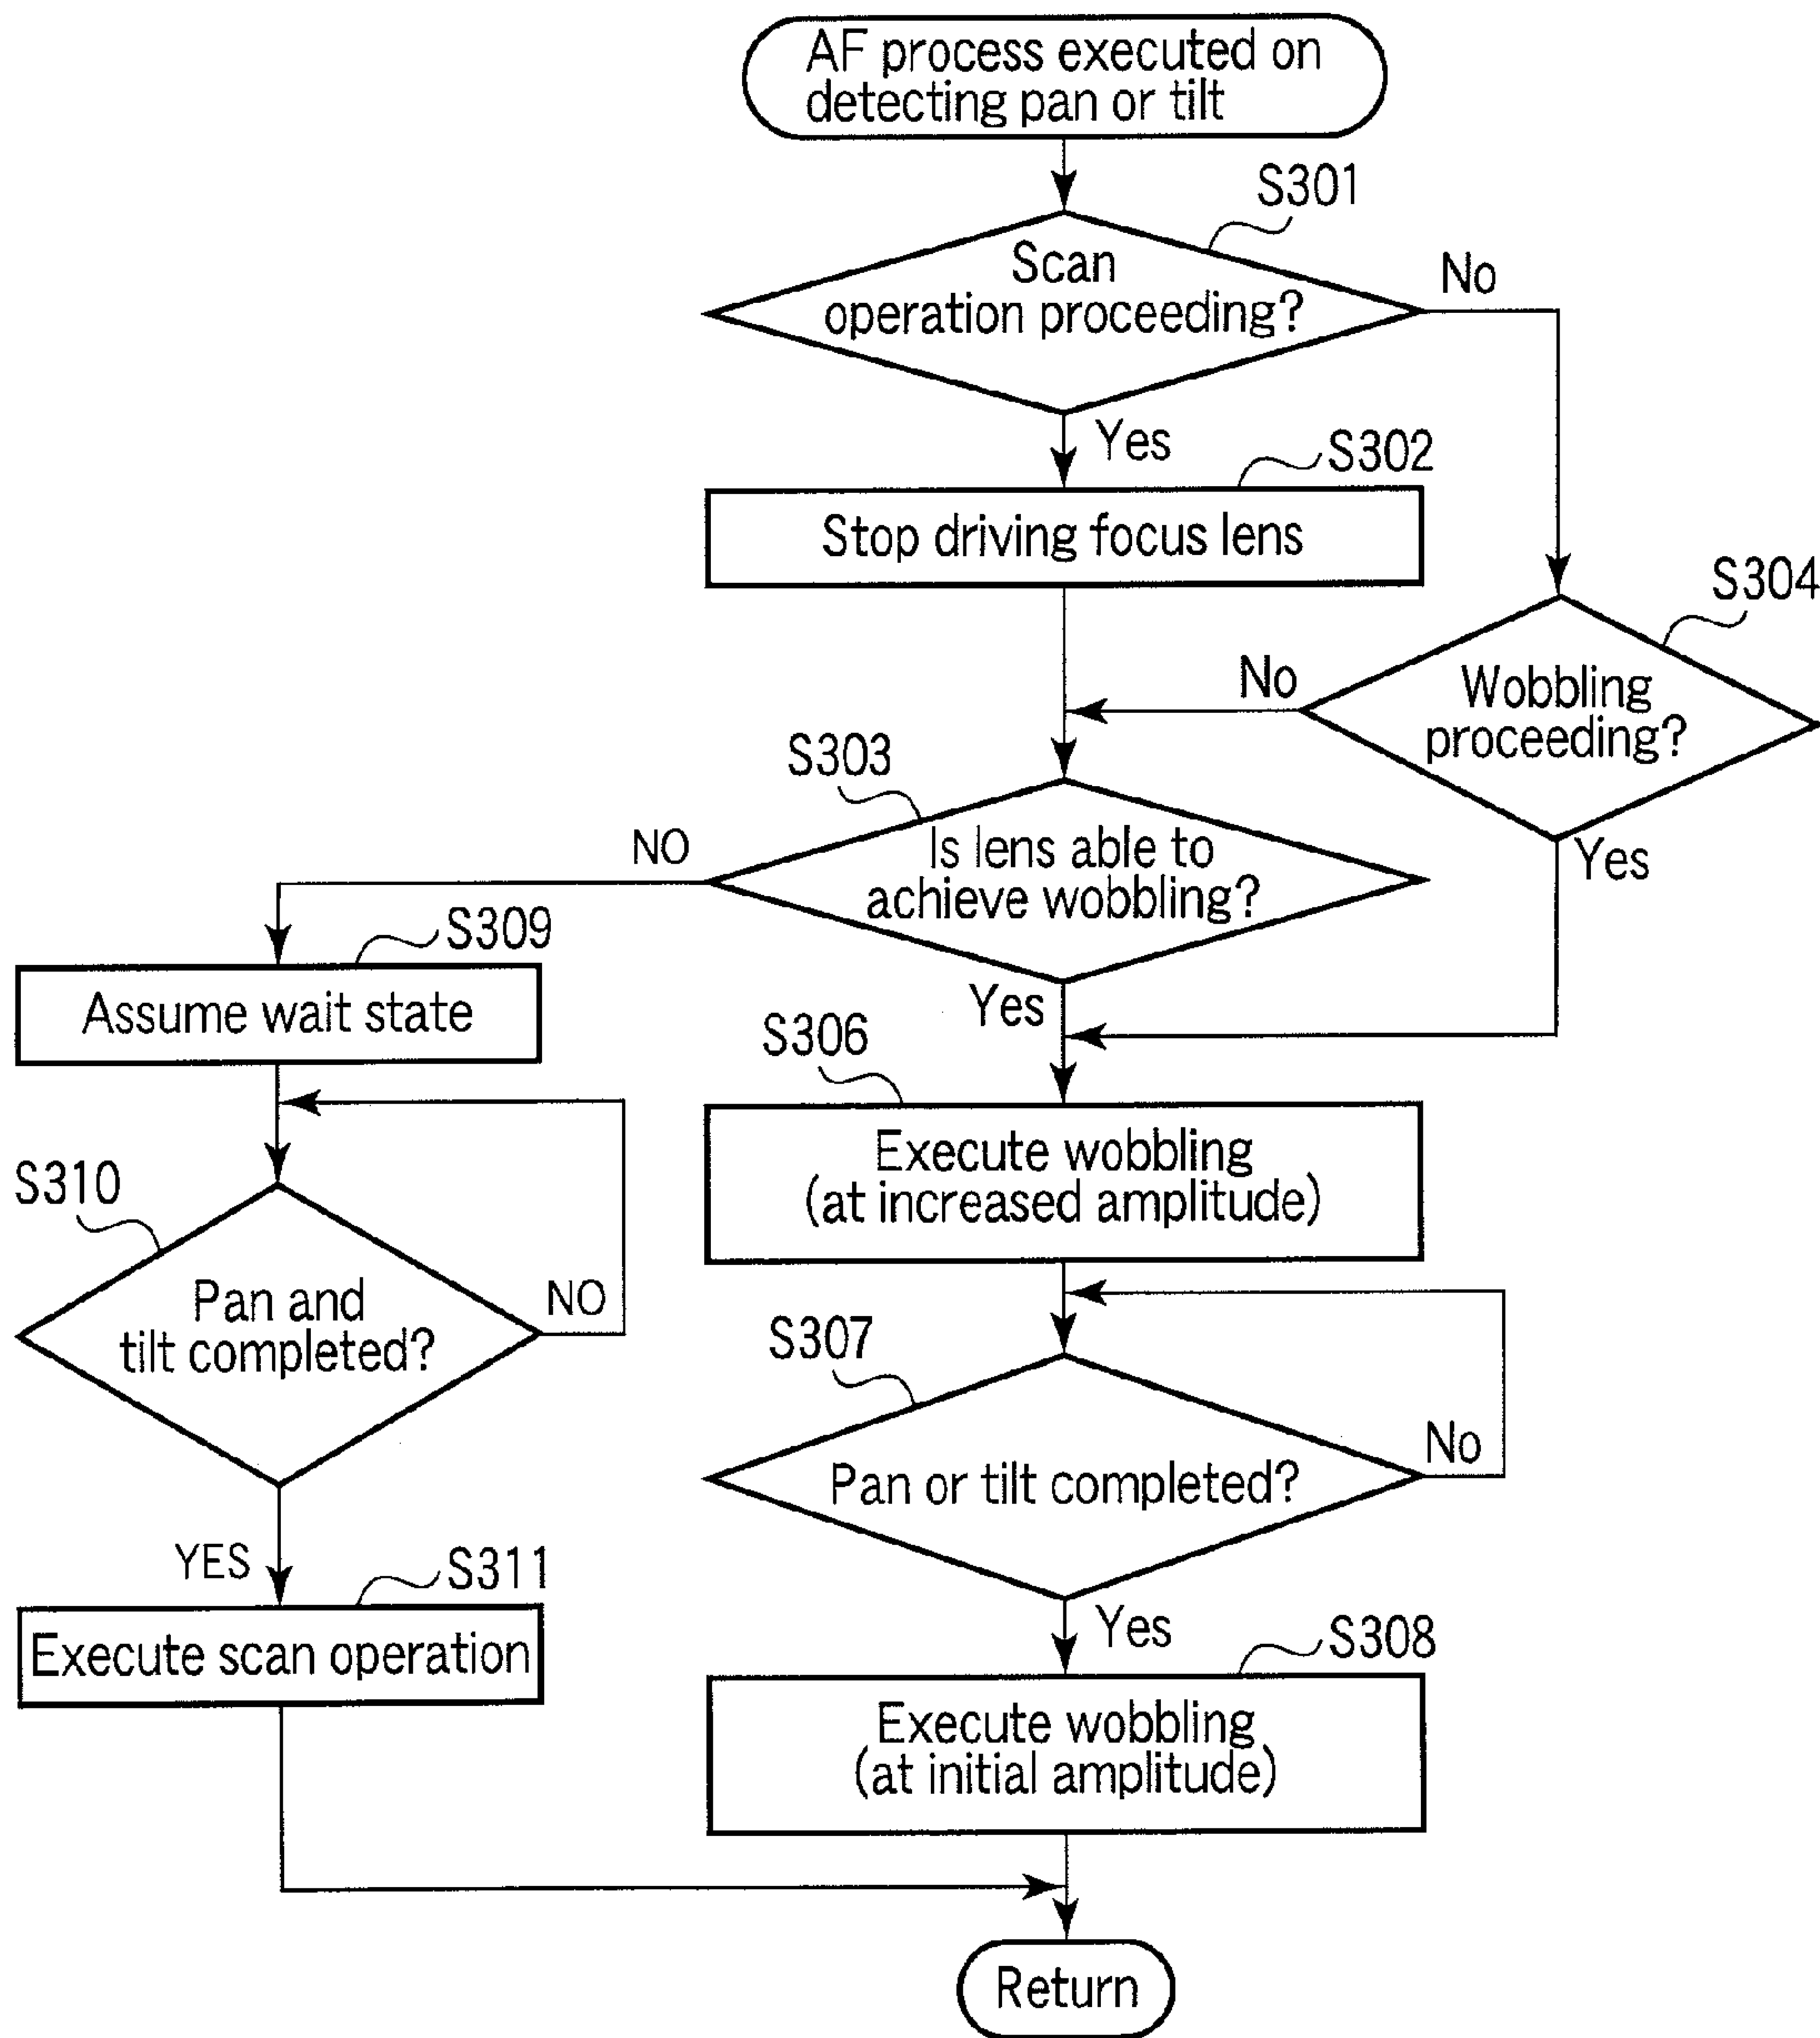 AF process executed on
detecting pan or tilt
S301
Scan
operation proceeding?
No
Yes
S302
Stop driving focus lens
S304
Wobbling
proceeding?
No
Yes
S303
Is lens able to
achieve wobbling?
NO
Yes
S309
Assume wait state
S306
Execute wobbling
(at increased amplitude)
S310
Pan and
tilt completed?
NO
YES
S307
Pan or tilt completed?
No
Yes
S311
Execute scan operation
S308
Execute wobbling
(at initial amplitude)
Return